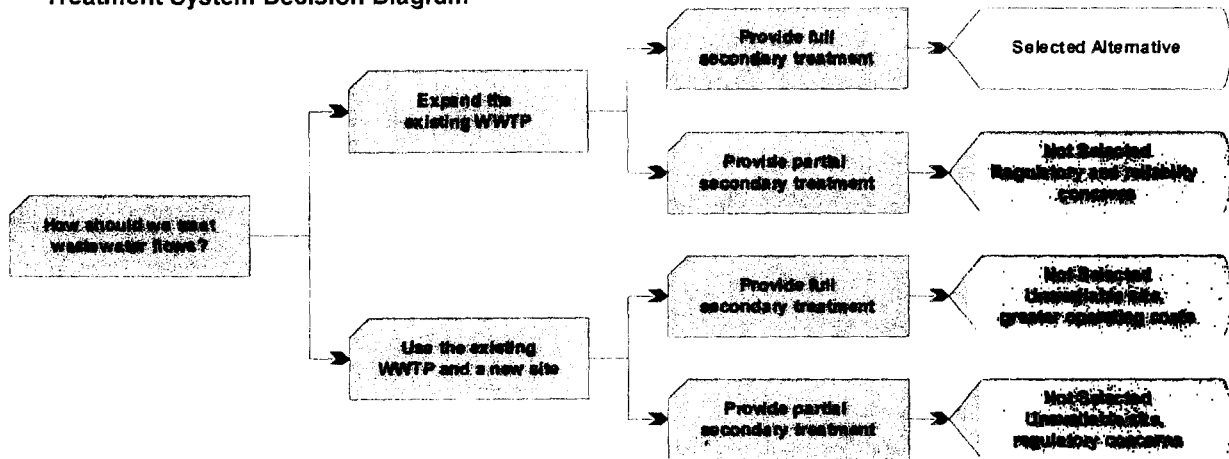 Treatment System Decision Diagram
Provide full
secondary treatment
Selected Alternative
Expand the
existing WWTP
Provide partial
secondary treatment
Not Selected
Regulatory and reliability
concerns
How should we treat
wastewater flows?
Provide full
secondary treatment
Not Selected
site,
greater operating costs
Use the existing
WWTP and a new site
Provide partial
secondary treatment
Not Selected
site,
regulatory concerns